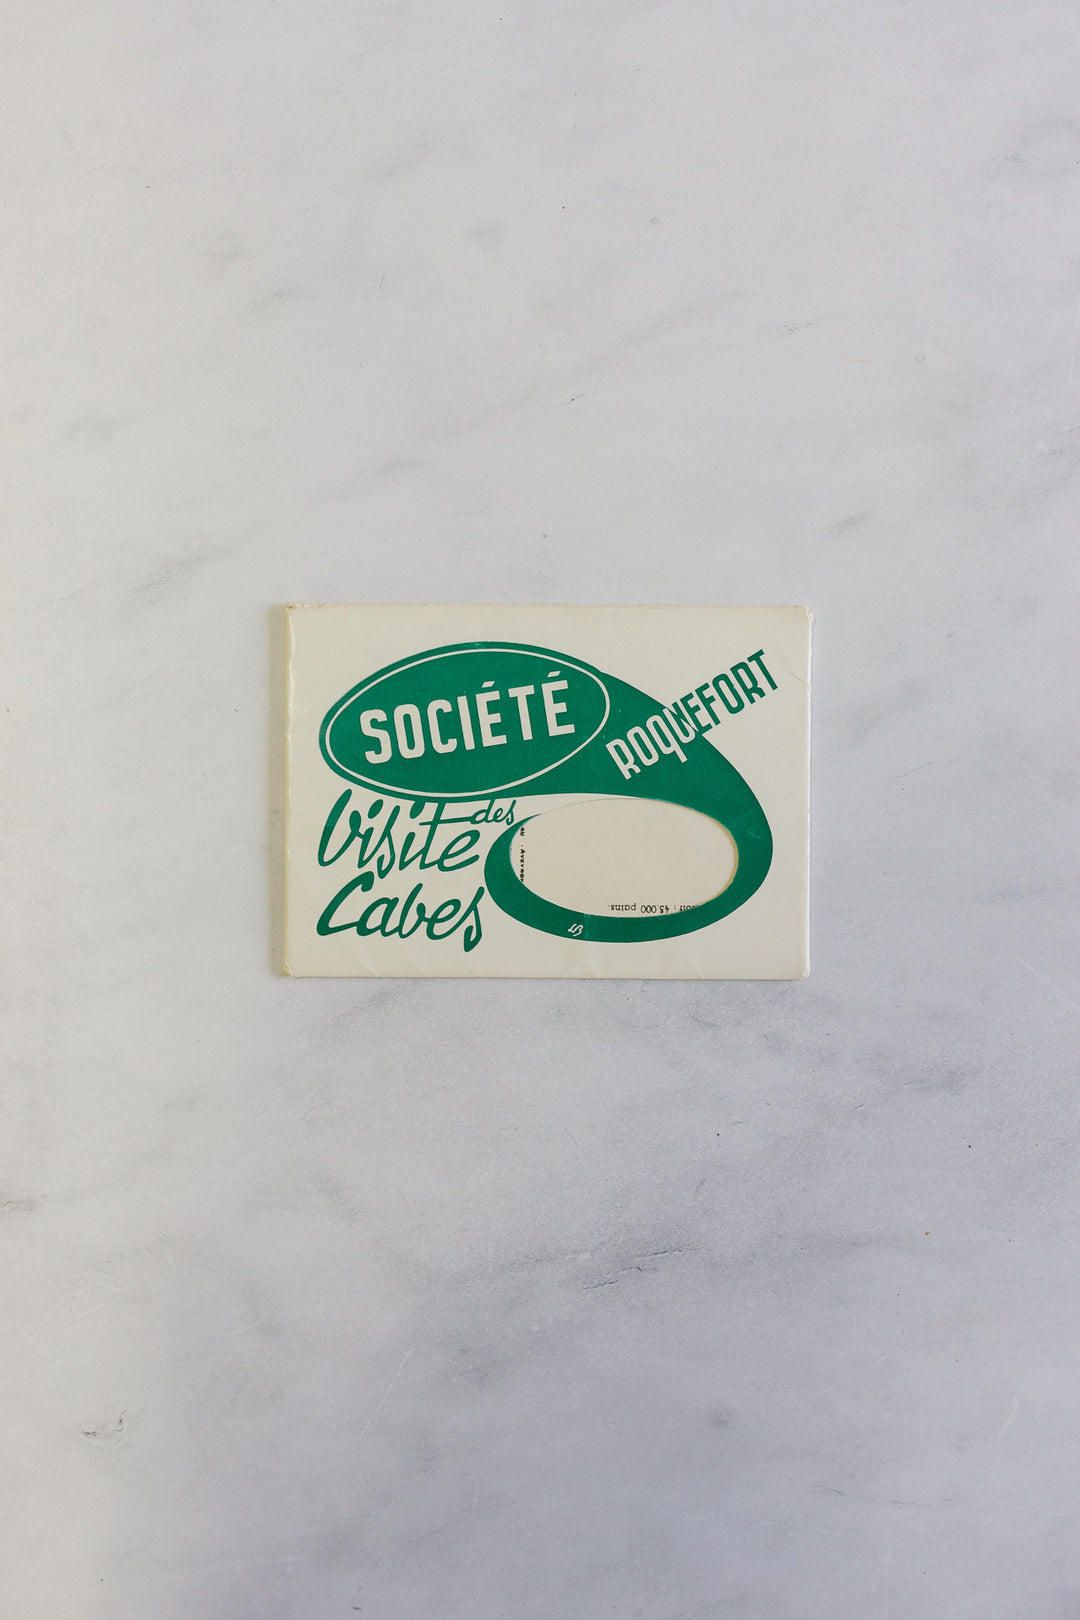 SOCIÉTÉ
ROQUEFORT
Visite des
Caves
: 45.000 pains.